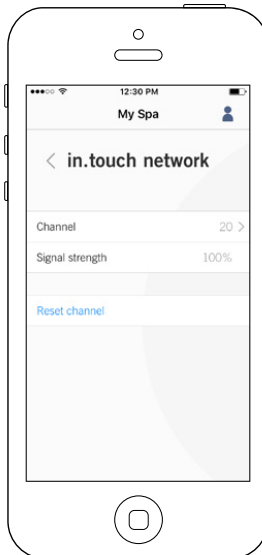 12:30 PM
My Spa
in.touch network
Channel 20
Signal strength 100%
Reset channel